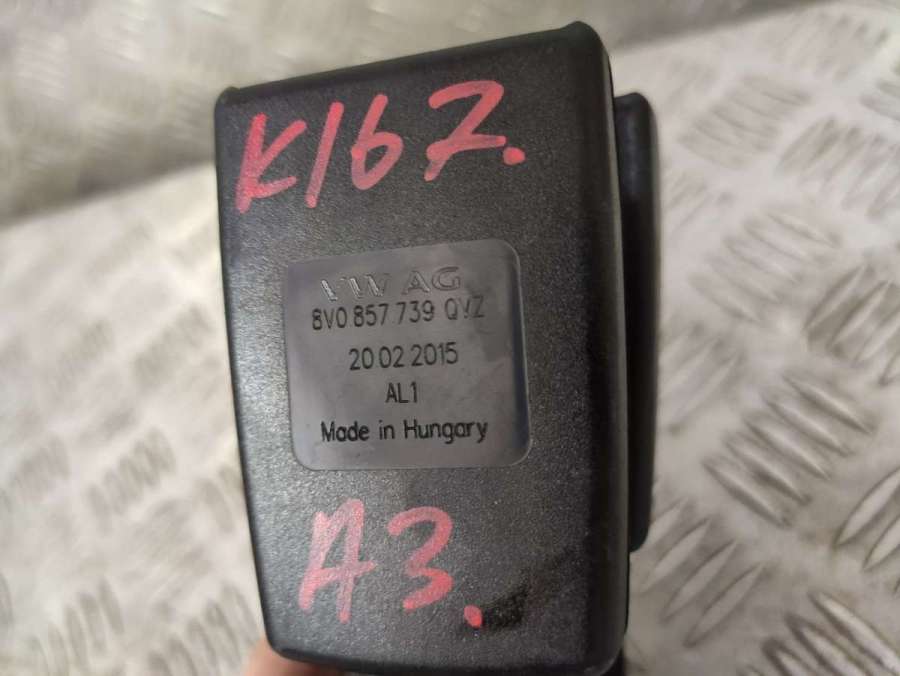 K167.
VW AG
8V0.857.739 QVZ
20 02 2015
AL1
Made in Hungary
A3.